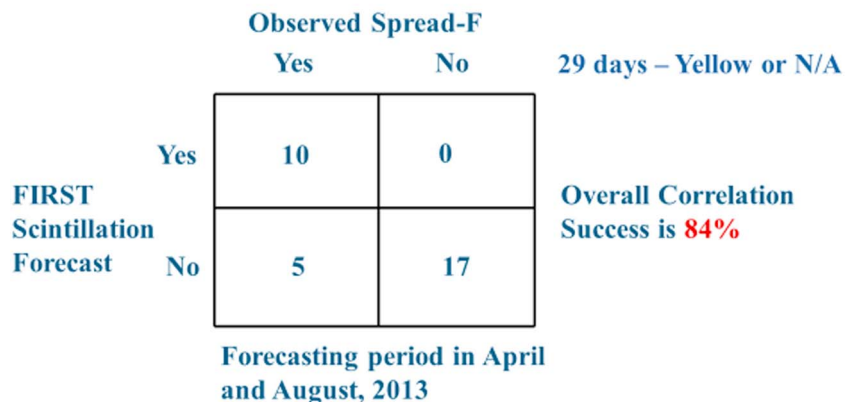 Observed Spread-F
Yes No
29 days – Yellow or N/A
Yes 10 0
FIRST
Scintillation
Forecast
No 5 17
Overall Correlation
Success is 84%
Forecasting period in April
and August, 2013